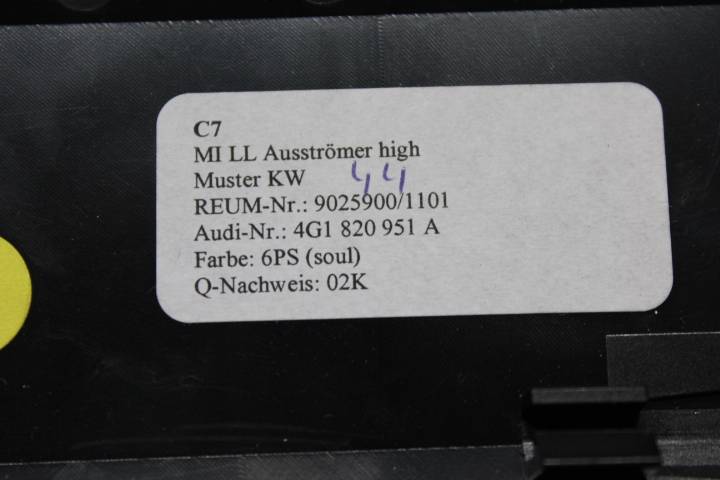 C7
MI LL Ausströmer high
Muster KW 44
REUM-Nr.: 9025900/1101
Audi-Nr.: 4G1 820 951 A
Farbe: 6PS (soul)
Q-Nachweis: 02K